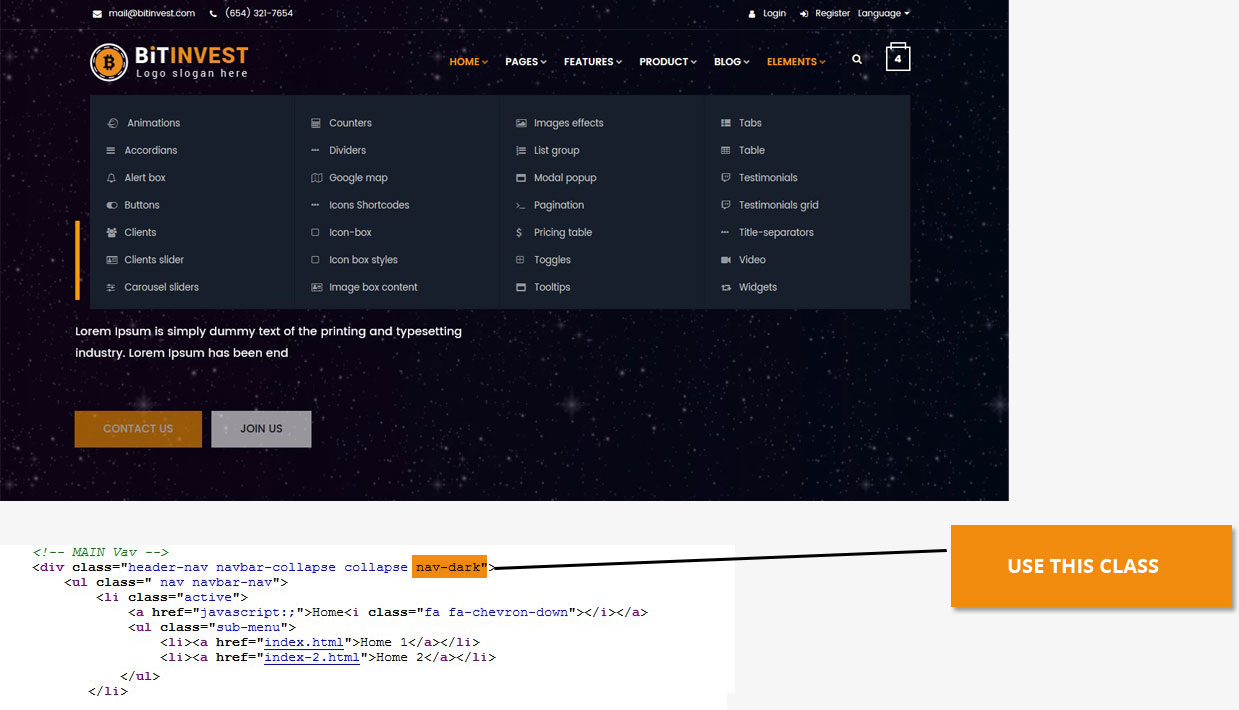 mail@bitinvest.com (654) 321-7654 Login Register Language
BiTINVEST
Logo slogan here
HOME PAGES FEATURES PRODUCT BLOG ELEMENTS 4
Animations Counters Images effects Tabs
Accordians Dividers List group Table
Alert box Google map Modal popup Testimonials
Buttons Icons Shortcodes Pagination Testimonials grid
Clients Icon-box Pricing table Title-separators
Clients slider Icon box styles Toggles Video
Carousel sliders Image box content Tooltips Widgets
Lorem Ipsum is simply dummy text of the printing and typesetting
industry. Lorem Ipsum has been end
CONTACT US JOIN US
<!-- MAIN Vav -->
<div class="header-nav navbar-collapse collapse nav-dark">
<ul class=" nav navbar-nav">
<li class="active">
<a href="javascript:;">Home<i class="fa fa-chevron-down"></i></a>
<ul class="sub-menu">
<li><a href="index.html">Home 1</a></li>
<li><a href="index-2.html">Home 2</a></li>
</ul>
</li>
USE THIS CLASS